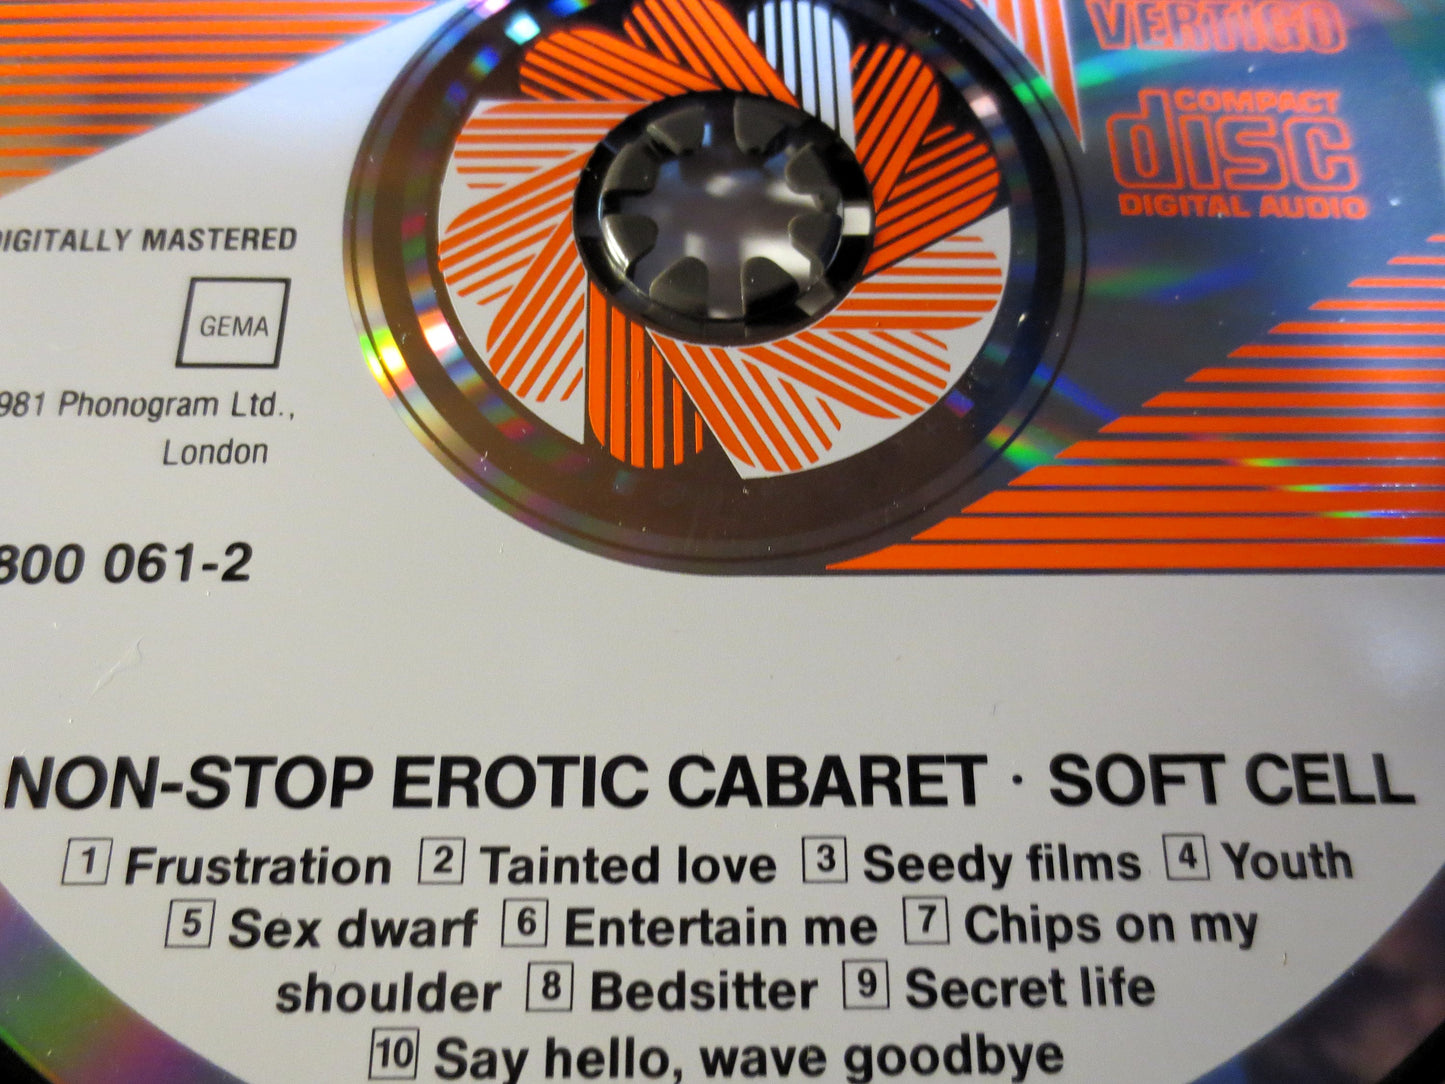 VERTIGO
COMPACT
disc
DIGITAL AUDIO
DIGITALLY MASTERED
GEMA
981 Phonogram Ltd.,
London
800 061-2
NON-STOP EROTIC CABARET · SOFT CELL
1 Frustration 2 Tainted love 3 Seedy films 4 Youth
5 Sex dwarf 6 Entertain me 7 Chips on my
shoulder 8 Bedsitter 9 Secret life
10 Say hello, wave goodbye